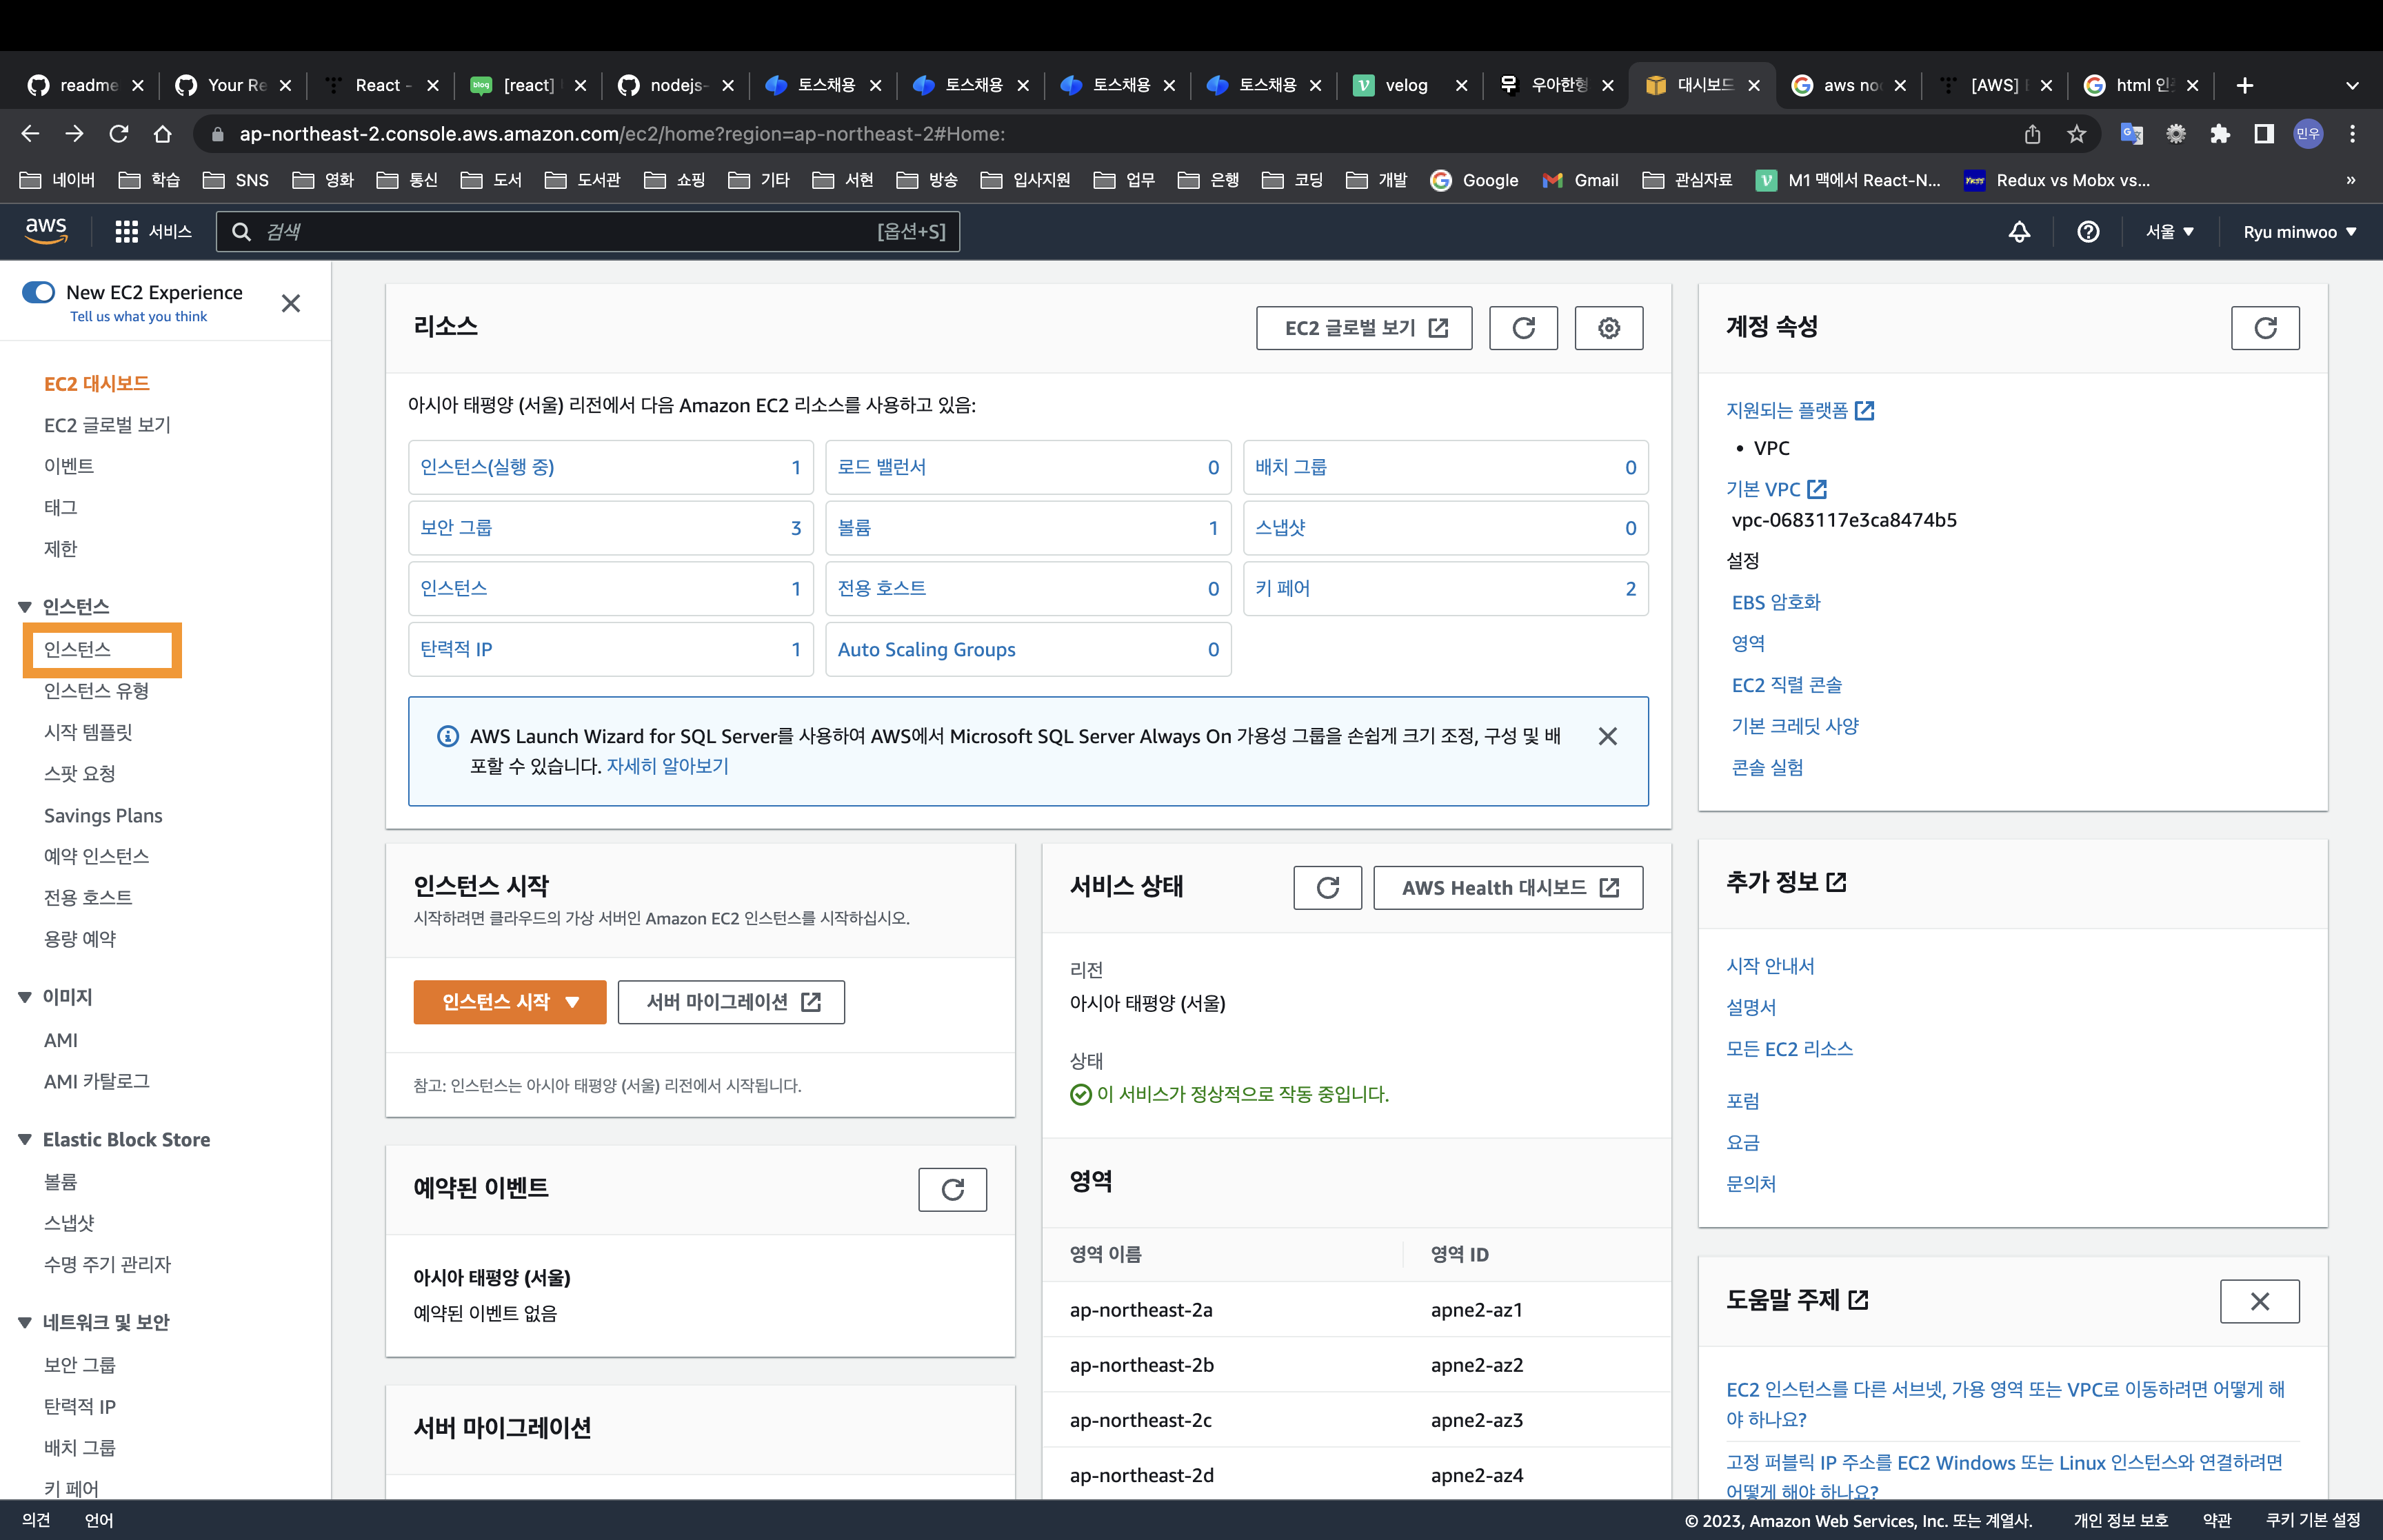 readme
Your Re
React -
[react]
nodejs-
토스채용
토스채용
토스채용
토스채용
velog
우아한형
대시보드
aws no
[AWS]
html 인
ap-northeast-2.console.aws.amazon.com/ec2/home?region=ap-northeast-2#Home:
민우
네이버
학습
SNS
영화
통신
도서
도서관
쇼핑
기타
서현
방송
입사지원
업무
은행
코딩
개발
Google
Gmail
관심자료
M1 맥에서 React-N...
Redux vs Mobx vs...
»
aws
서비스
검색
[옵션+S]
서울
Ryu minwoo
New EC2 Experience
Tell us what you think
EC2 대시보드
EC2 글로벌 보기
이벤트
태그
제한
인스턴스
인스턴스
인스턴스 유형
시작 템플릿
스팟 요청
Savings Plans
예약 인스턴스
전용 호스트
용량 예약
이미지
AMI
AMI 카탈로그
Elastic Block Store
볼륨
스냅샷
수명 주기 관리자
네트워크 및 보안
보안 그룹
탄력적 IP
배치 그룹
키 페어
리소스
EC2 글로벌 보기
아시아 태평양 (서울) 리전에서 다음 Amazon EC2 리소스를 사용하고 있음:
인스턴스(실행 중) 1
로드 밸런서 0
배치 그룹 0
보안 그룹 3
볼륨 1
스냅샷 0
인스턴스 1
전용 호스트 0
키 페어 2
탄력적 IP 1
Auto Scaling Groups 0
AWS Launch Wizard for SQL Server를 사용하여 AWS에서 Microsoft SQL Server Always On 가용성 그룹을 손쉽게 크기 조정, 구성 및 배
포할 수 있습니다. 자세히 알아보기
인스턴스 시작
시작하려면 클라우드의 가상 서버인 Amazon EC2 인스턴스를 시작하십시오.
인스턴스 시작
서버 마이그레이션
참고: 인스턴스는 아시아 태평양 (서울) 리전에서 시작됩니다.
예약된 이벤트
아시아 태평양 (서울)
예약된 이벤트 없음
서버 마이그레이션
서비스 상태
AWS Health 대시보드
리전
아시아 태평양 (서울)
상태
이 서비스가 정상적으로 작동 중입니다.
영역
영역 이름 영역 ID
ap-northeast-2a apne2-az1
ap-northeast-2b apne2-az2
ap-northeast-2c apne2-az3
ap-northeast-2d apne2-az4
계정 속성
지원되는 플랫폼
• VPC
기본 VPC
vpc-0683117e3ca8474b5
설정
EBS 암호화
영역
EC2 직렬 콘솔
기본 크레딧 사양
콘솔 실험
추가 정보
시작 안내서
설명서
모든 EC2 리소스
포럼
요금
문의처
도움말 주제
EC2 인스턴스를 다른 서브넷, 가용 영역 또는 VPC로 이동하려면 어떻게 해
야 하나요?
고정 퍼블릭 IP 주소를 EC2 Windows 또는 Linux 인스턴스와 연결하려면
어떻게 해야 하나요?
의견
언어
© 2023, Amazon Web Services, Inc. 또는 계열사.
개인 정보 보호
약관
쿠키 기본 설정